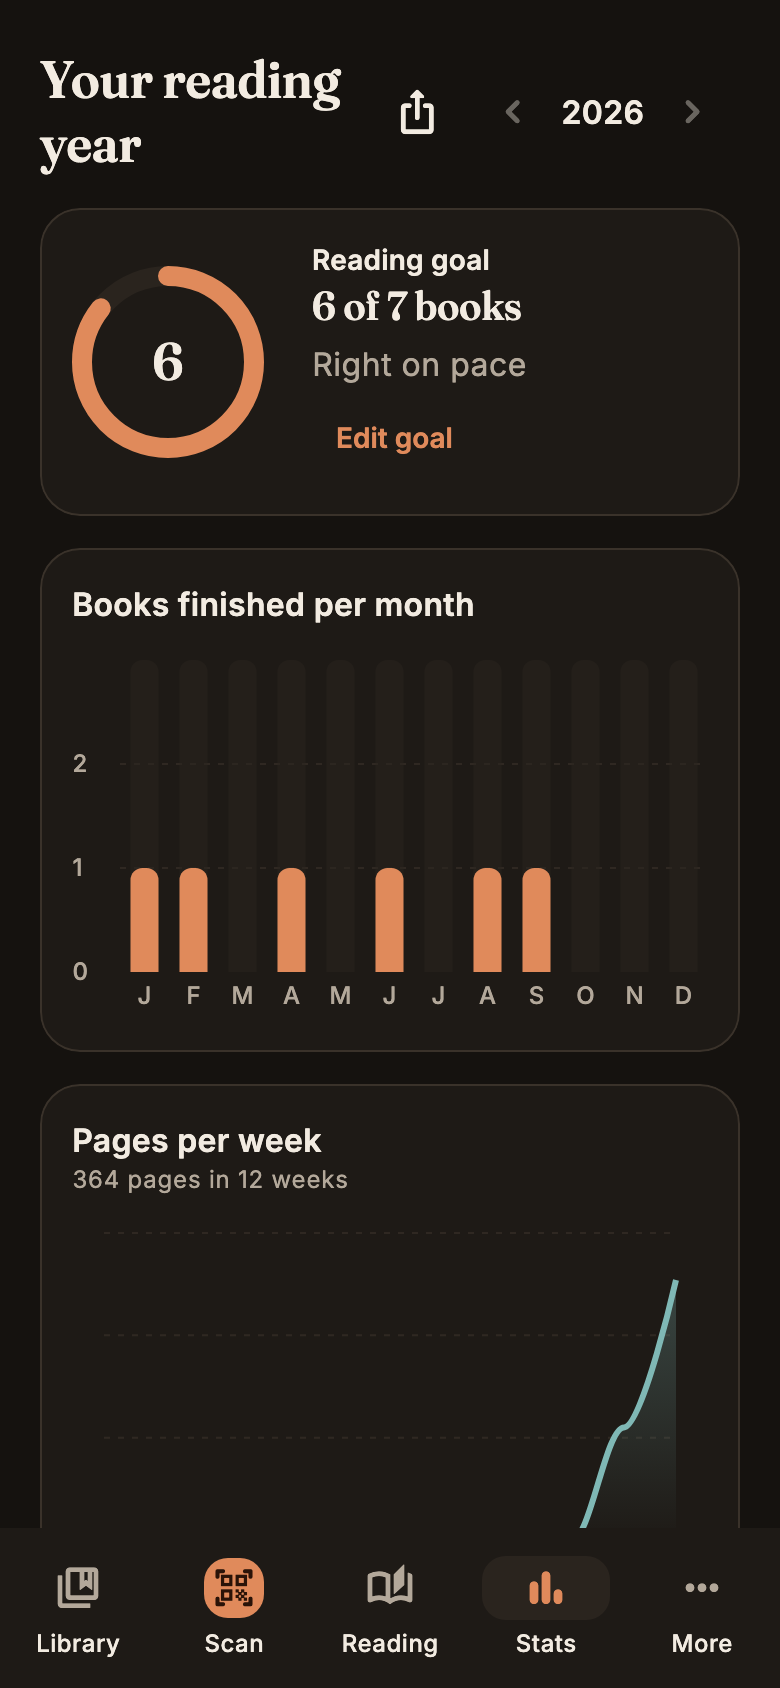 Your reading
year
2026
6
Reading goal
6 of 7 books
Right on pace
Edit goal
Books finished per month
2
1
0
J F M A M J J A S O N D
Pages per week
364 pages in 12 weeks
Library Scan Reading Stats More